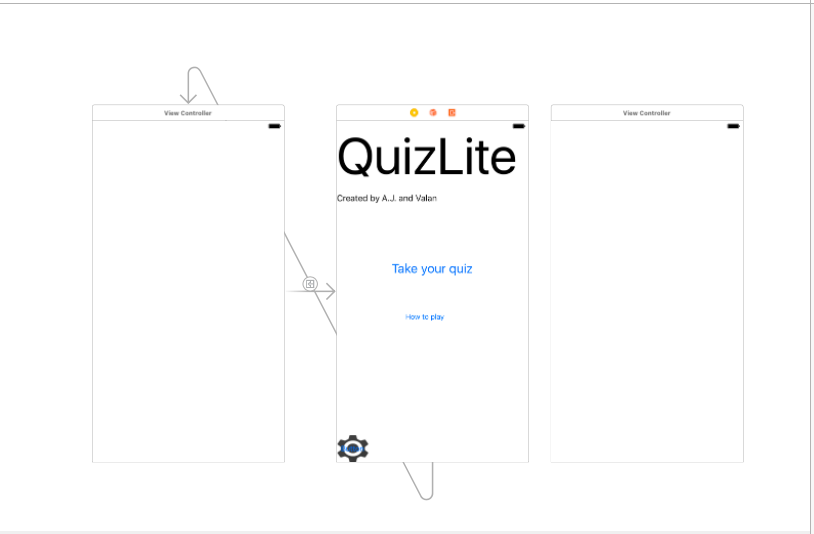 View Controller
View Controller
QuizLite
Created by A.J. and Valan
Take your quiz
How to play